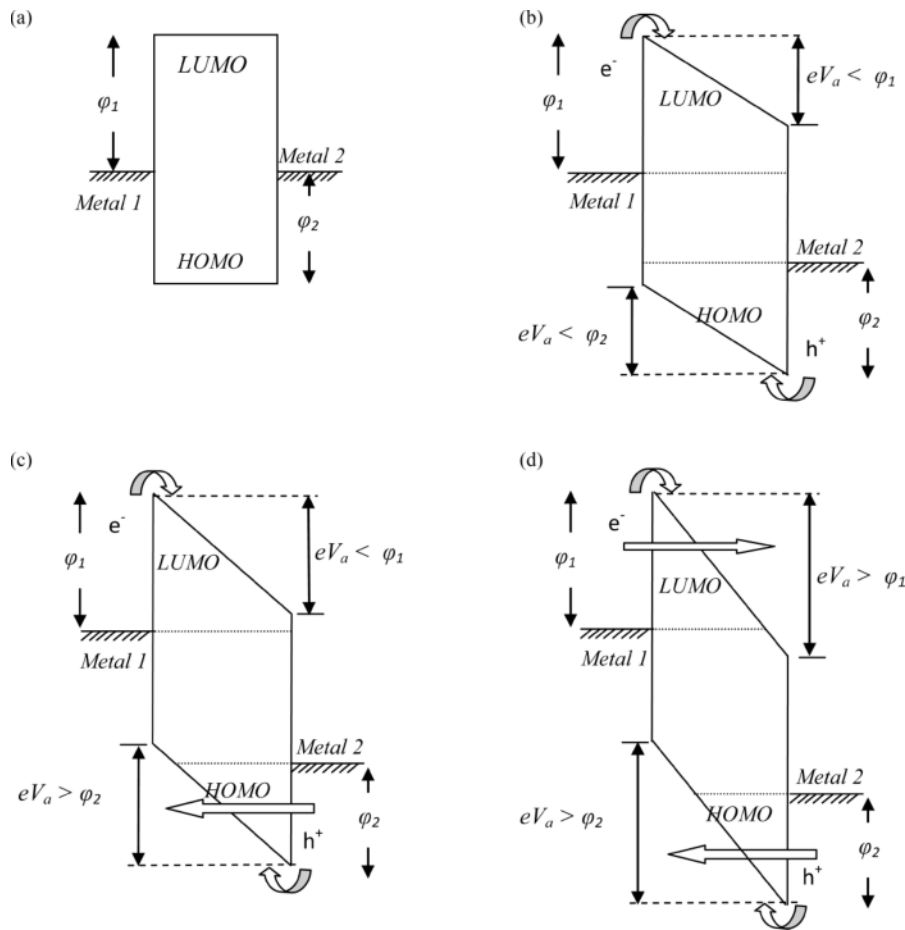 (a)
LUMO
φ1
Metal 2
Metal 1
φ2
HOMO
(b)
e-
eVa < φ1
φ1
LUMO
Metal 1
Metal 2
HOMO
φ2
eVa < φ2
h+
(c)
e-
φ1
eVa < φ1
LUMO
Metal 1
Metal 2
HOMO
eVa > φ2
φ2
h+
(d)
e-
φ1
LUMO
eVa > φ1
Metal 1
Metal 2
HOMO
eVa > φ2
φ2
h+